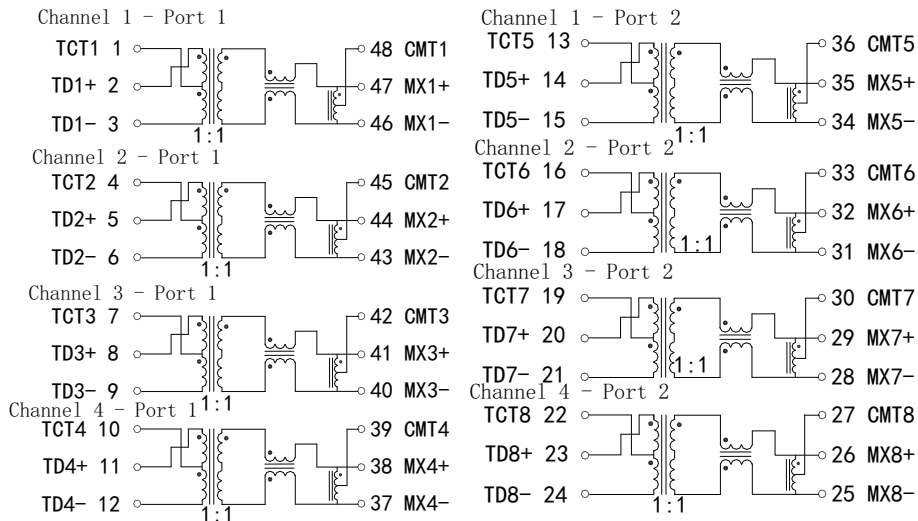 Channel 1 - Port 1
TCT1 1
48 CMT1
TD1+ 2
47 MX1+
TD1- 3
46 MX1-
1:1
Channel 2 - Port 1
TCT2 4
45 CMT2
TD2+ 5
44 MX2+
TD2- 6
43 MX2-
1:1
Channel 3 - Port 1
TCT3 7
42 CMT3
TD3+ 8
41 MX3+
TD3- 9
40 MX3-
1:1
Channel 4 - Port 1
TCT4 10
39 CMT4
TD4+ 11
38 MX4+
TD4- 12
37 MX4-
1:1
Channel 1 - Port 2
TCT5 13
36 CMT5
TD5+ 14
35 MX5+
TD5- 15
34 MX5-
1:1
Channel 2 - Port 2
TCT6 16
33 CMT6
TD6+ 17
32 MX6+
TD6- 18
31 MX6-
1:1
Channel 3 - Port 2
TCT7 19
30 CMT7
TD7+ 20
29 MX7+
TD7- 21
28 MX7-
1:1
Channel 4 - Port 2
TCT8 22
27 CMT8
TD8+ 23
26 MX8+
TD8- 24
25 MX8-
1:1